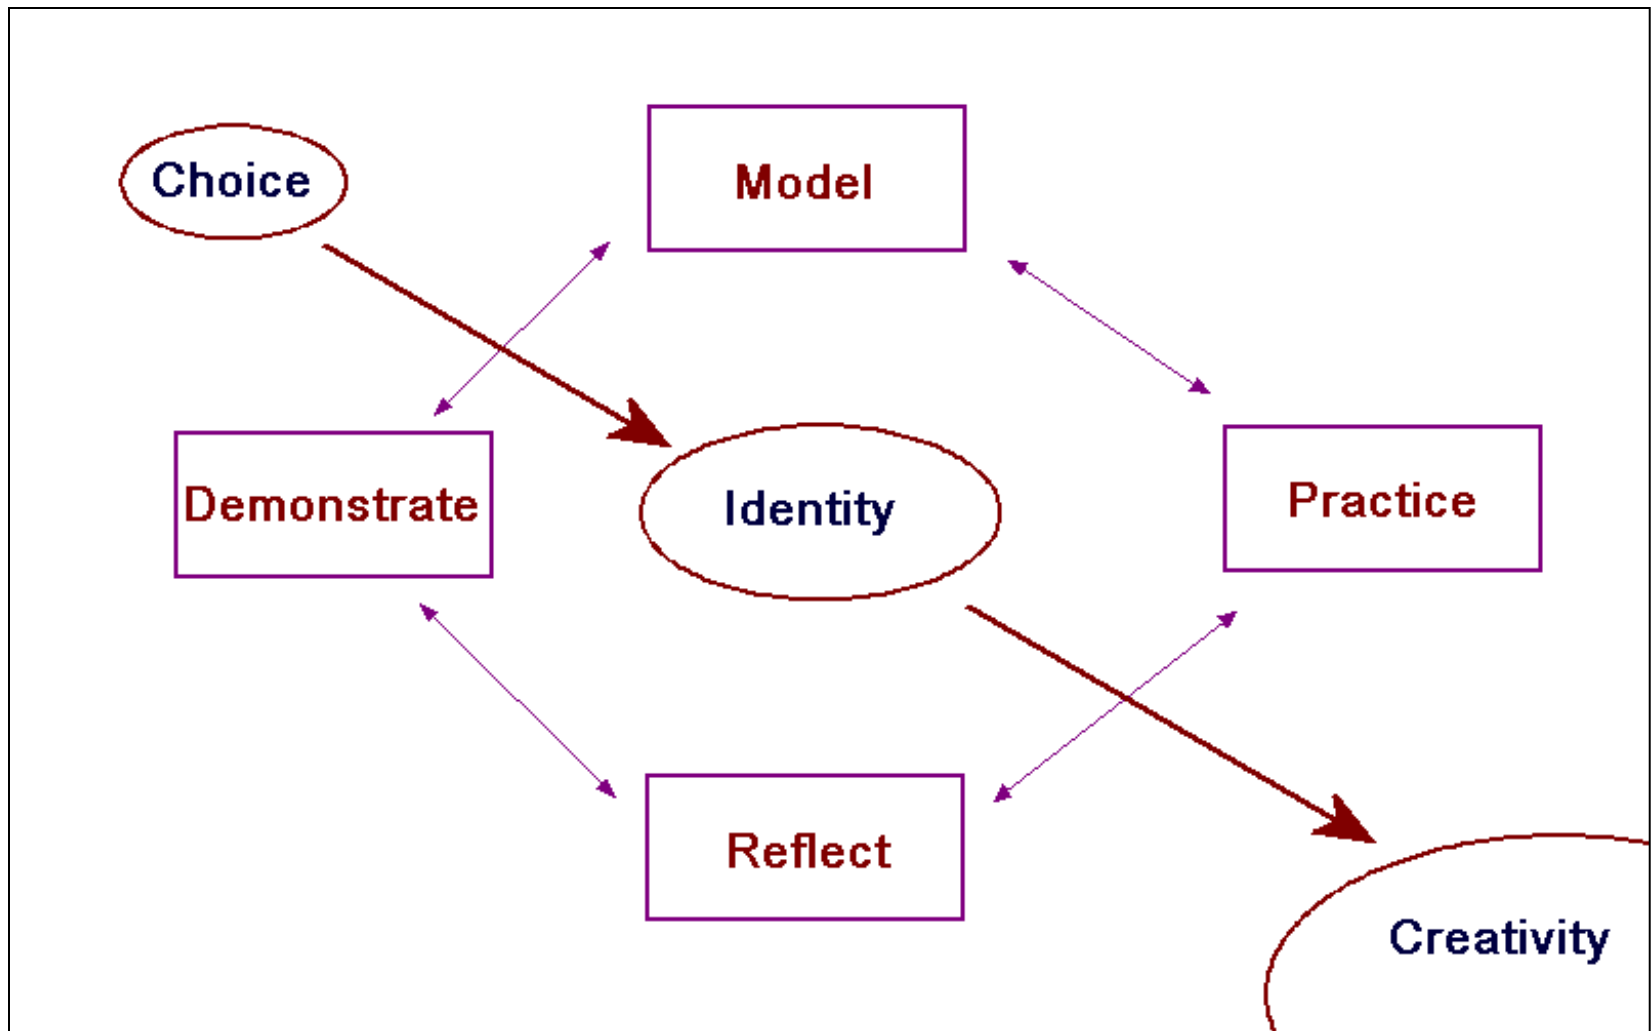 Choice
Model
Demonstrate
Identity
Practice
Reflect
Creativity